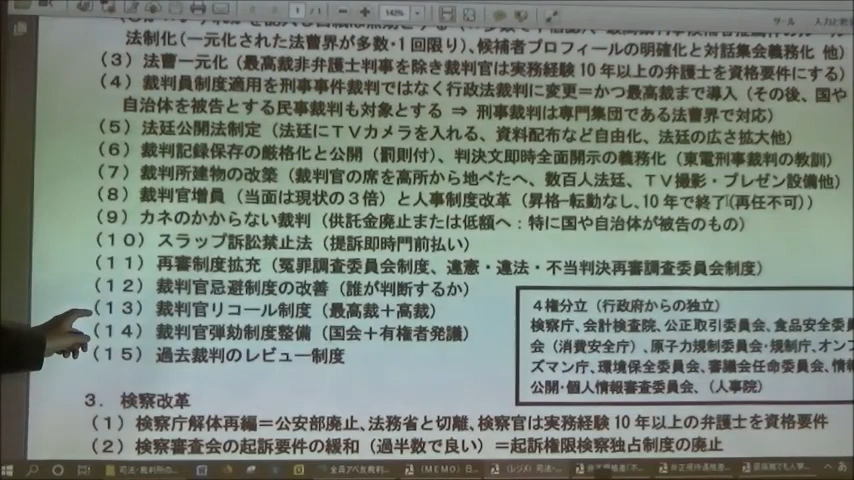 1 / 1
142%
ツール
法制化（一元化された法曹界が多数・1回限り）、候補者プロフィールの明確化と対話集会義務化 他）
（3）法曹一元化（最高裁非弁護士判事を除き裁判官は実務経験10年以上の弁護士を資格要件にする）
（4）裁判員制度適用を刑事事件裁判ではなく行政法裁判に変更＝かつ最高裁まで導入（その後、国や
自治体を被告とする民事裁判も対象とする ⇒ 刑事裁判は専門集団である法曹界で対応）
（5）法廷公開法制定（法廷にTVカメラを入れる、資料配布など自由化、法廷の広さ拡大他）
（6）裁判記録保存の厳格化と公開（罰則付）、判決文即時全面開示の義務化（東電刑事裁判の教訓）
（7）裁判所建物の改築（裁判官の席を高所から地べたへ、数百人法廷、TV撮影・プレゼン設備他）
（8）裁判官増員（当面は現状の3倍）と人事制度改革（昇格－転勤なし、10年で終了（再任不可））
（9）カネのかからない裁判（供託金廃止または低額へ：特に国や自治体が被告のもの）
（10）スラップ訴訟禁止法（提訴即時門前払い）
（11）再審制度拡充（冤罪調査委員会制度、違憲・違法・不当判決再審調査委員会制度）
（12）裁判官忌避制度の改善（誰が判断するか）
（13）裁判官リコール制度（最高裁＋高裁）
（14）裁判官弾劾制度整備（国会＋有権者発議）
（15）過去裁判のレビュー制度
4権分立（行政府からの独立）
検察庁、会計検査院、公正取引委員会、食品安全委員
会（消費安全庁）、原子力規制委員会・規制庁、オンブ
ズマン庁、環境保全委員会、審議会任命委員会、情報
公開・個人情報審査委員会、（人事院）
3．検察改革
（1）検察庁解体再編＝公安部廃止、法務省と切離、検察官は実務経験10年以上の弁護士を資格要件
（2）検察審査会の起訴要件の緩和（過半数で良い）＝起訴権限検察独占制度の廃止